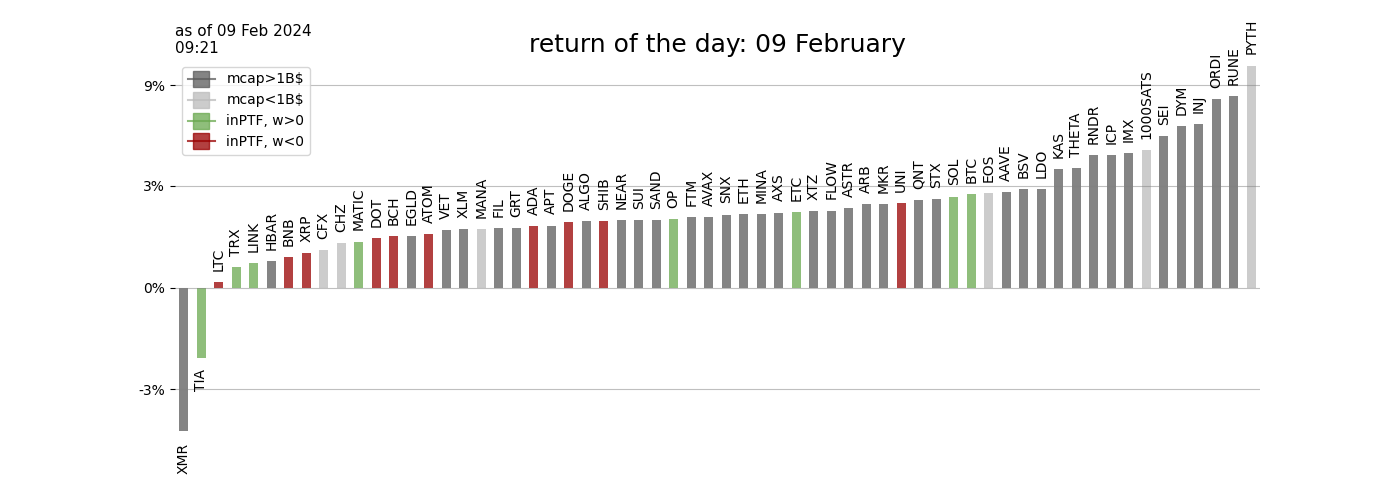 as of 09 Feb 2024
09:21
return of the day: 09 February
mcap>1B$
mcap<1B$
inPTF, w>0
inPTF, w<0
9%
3%
0%
-3%
XMR
TIA
LTC
TRX
LINK
HBAR
BNB
XRP
CFX
CHZ
MATIC
DOT
BCH
EGLD
ATOM
VET
XLM
MANA
FIL
GRT
ADA
APT
DOGE
ALGO
SHIB
NEAR
SUI
SAND
OP
FTM
AVAX
SNX
ETH
MINA
AXS
ETC
XTZ
FLOW
ASTR
ARB
MKR
UNI
QNT
STX
SOL
BTC
EOS
AAVE
BSV
LDO
KAS
THETA
RNDR
ICP
IMX
1000SATS
SEI
DYM
INJ
ORDI
RUNE
PYTH